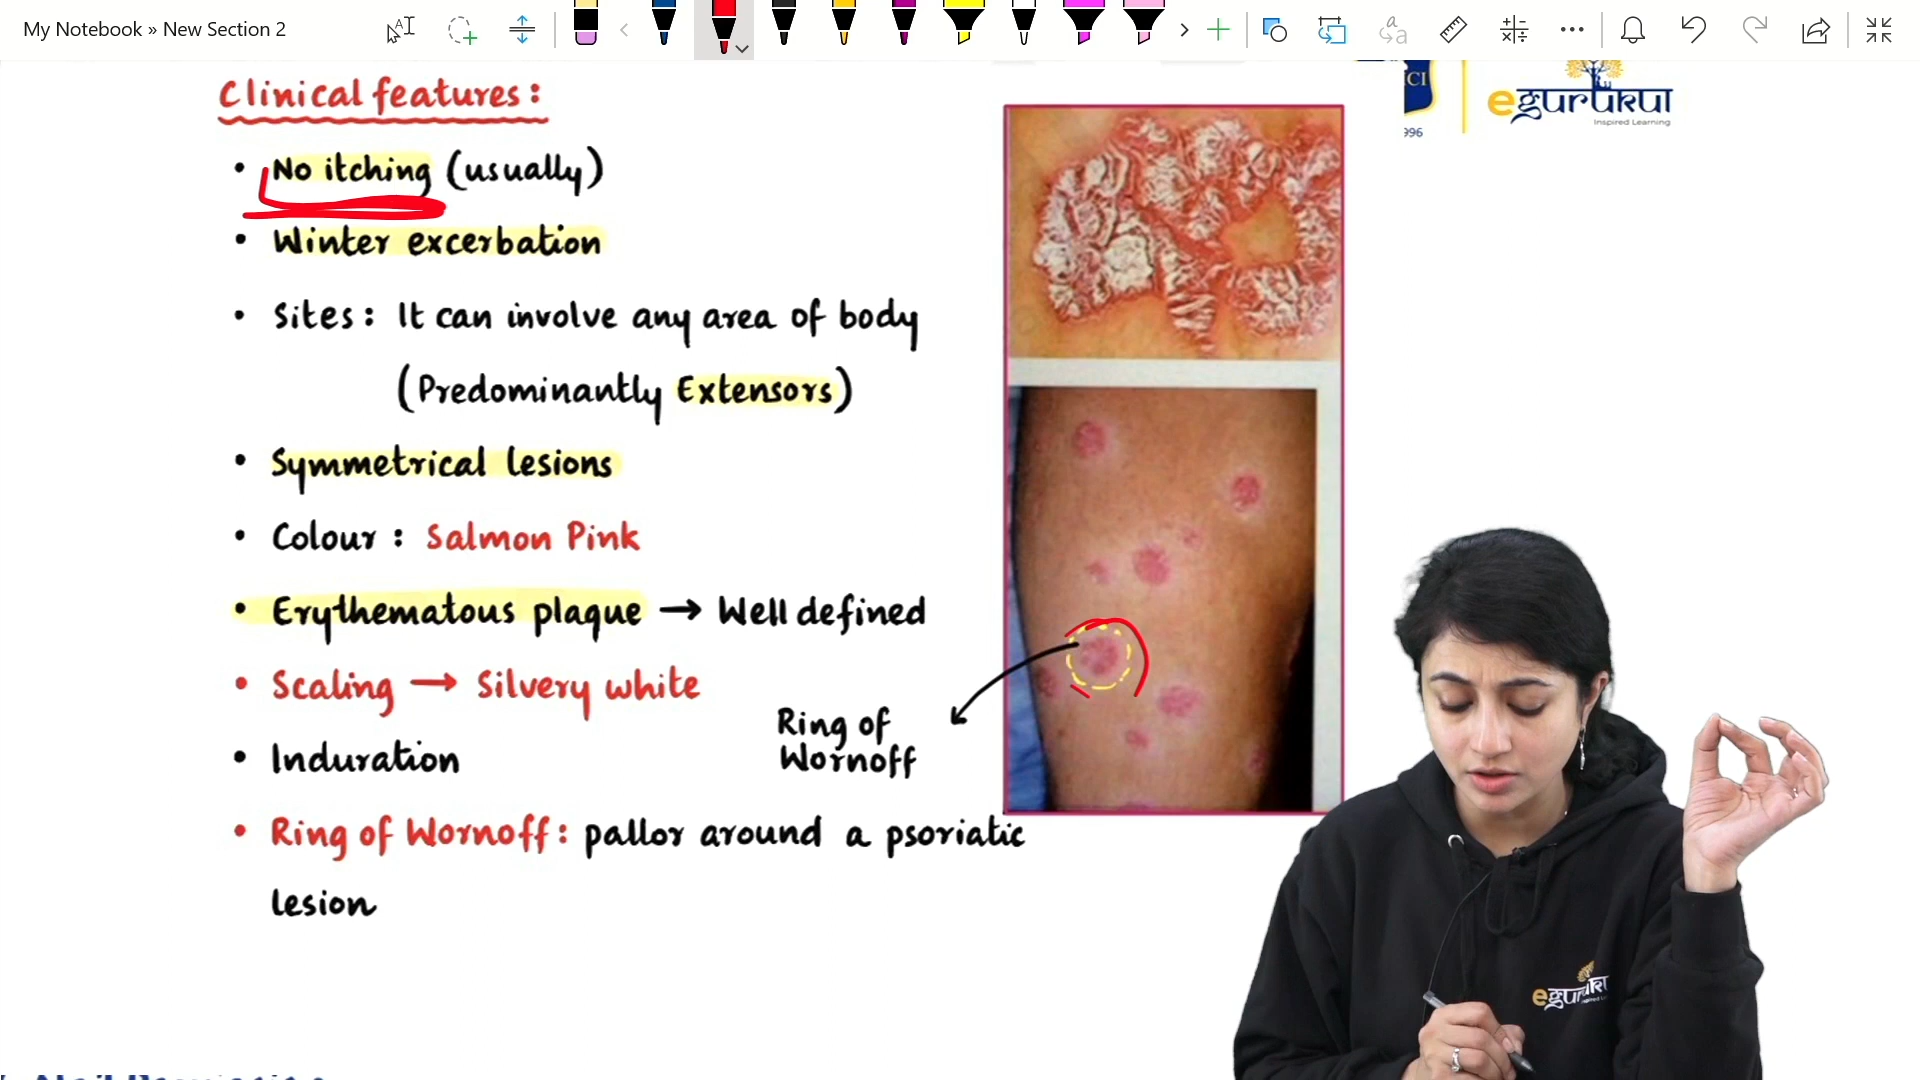 My Notebook » New Section 2
Clinical features:
• No itching (usually)
• Winter excerbation
• Sites: It can involve any area of body
(Predominantly Extensors)
• Symmetrical lesions
• Colour: Salmon Pink
• Erythematous plaque → Well defined
• Scaling → Silvery white
• Induration
Ring of
Wornoff
• Ring of Wornoff: pallor around a psoriatic
lesion
CI
996
egurukul
Inspired Learning